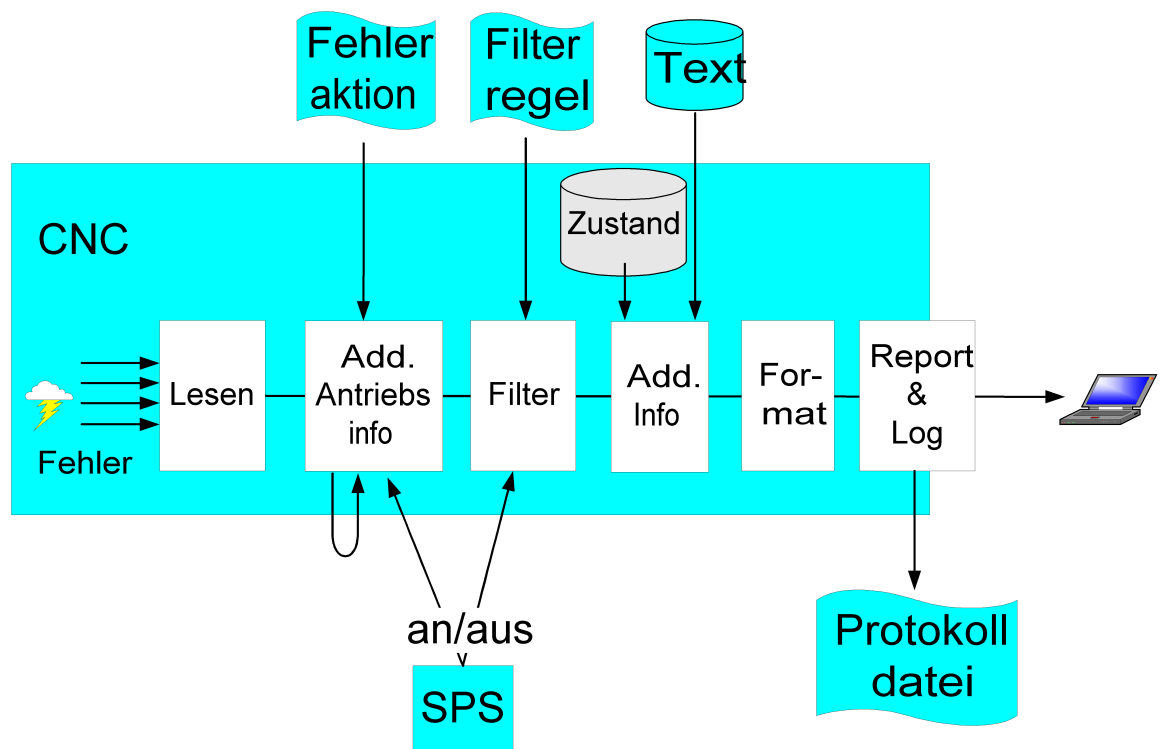 Fehler
aktion
Filter
regel
Text
Zustand
CNC
Fehler
Lesen
Add.
Antriebs
info
Filter
Add.
Info
For-
mat
Report
&
Log
an/aus
SPS
Protokoll
datei